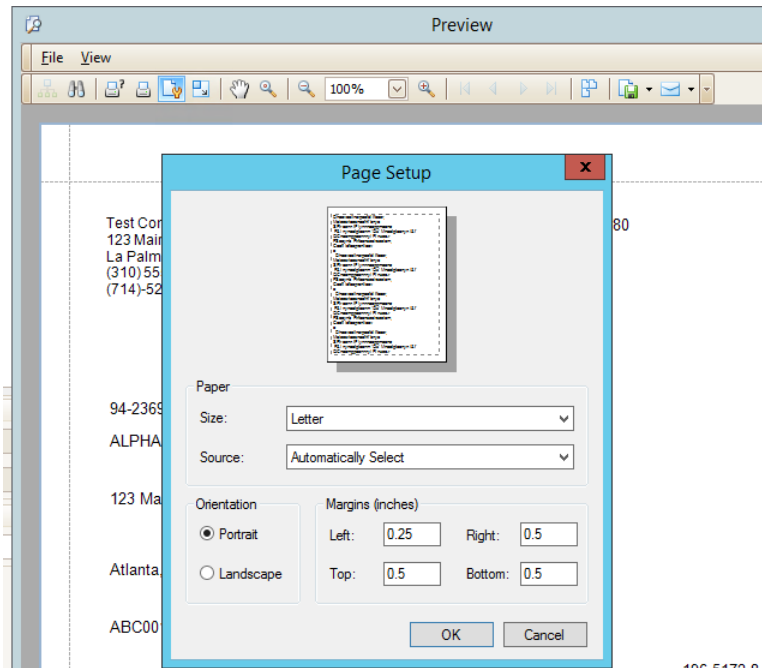 Preview
File View
100%
Page Setup
Test Cor
123 Mair
La Palm
(310) 55
(714)-52
80
Paper
Size: Letter
Source: Automatically Select
94-2369
ALPHA
123 Ma
Orientation
Portrait
Landscape
Margins (inches)
Left: 0.25 Right: 0.5
Top: 0.5 Bottom: 0.5
Atlanta,
ABC00
OK Cancel